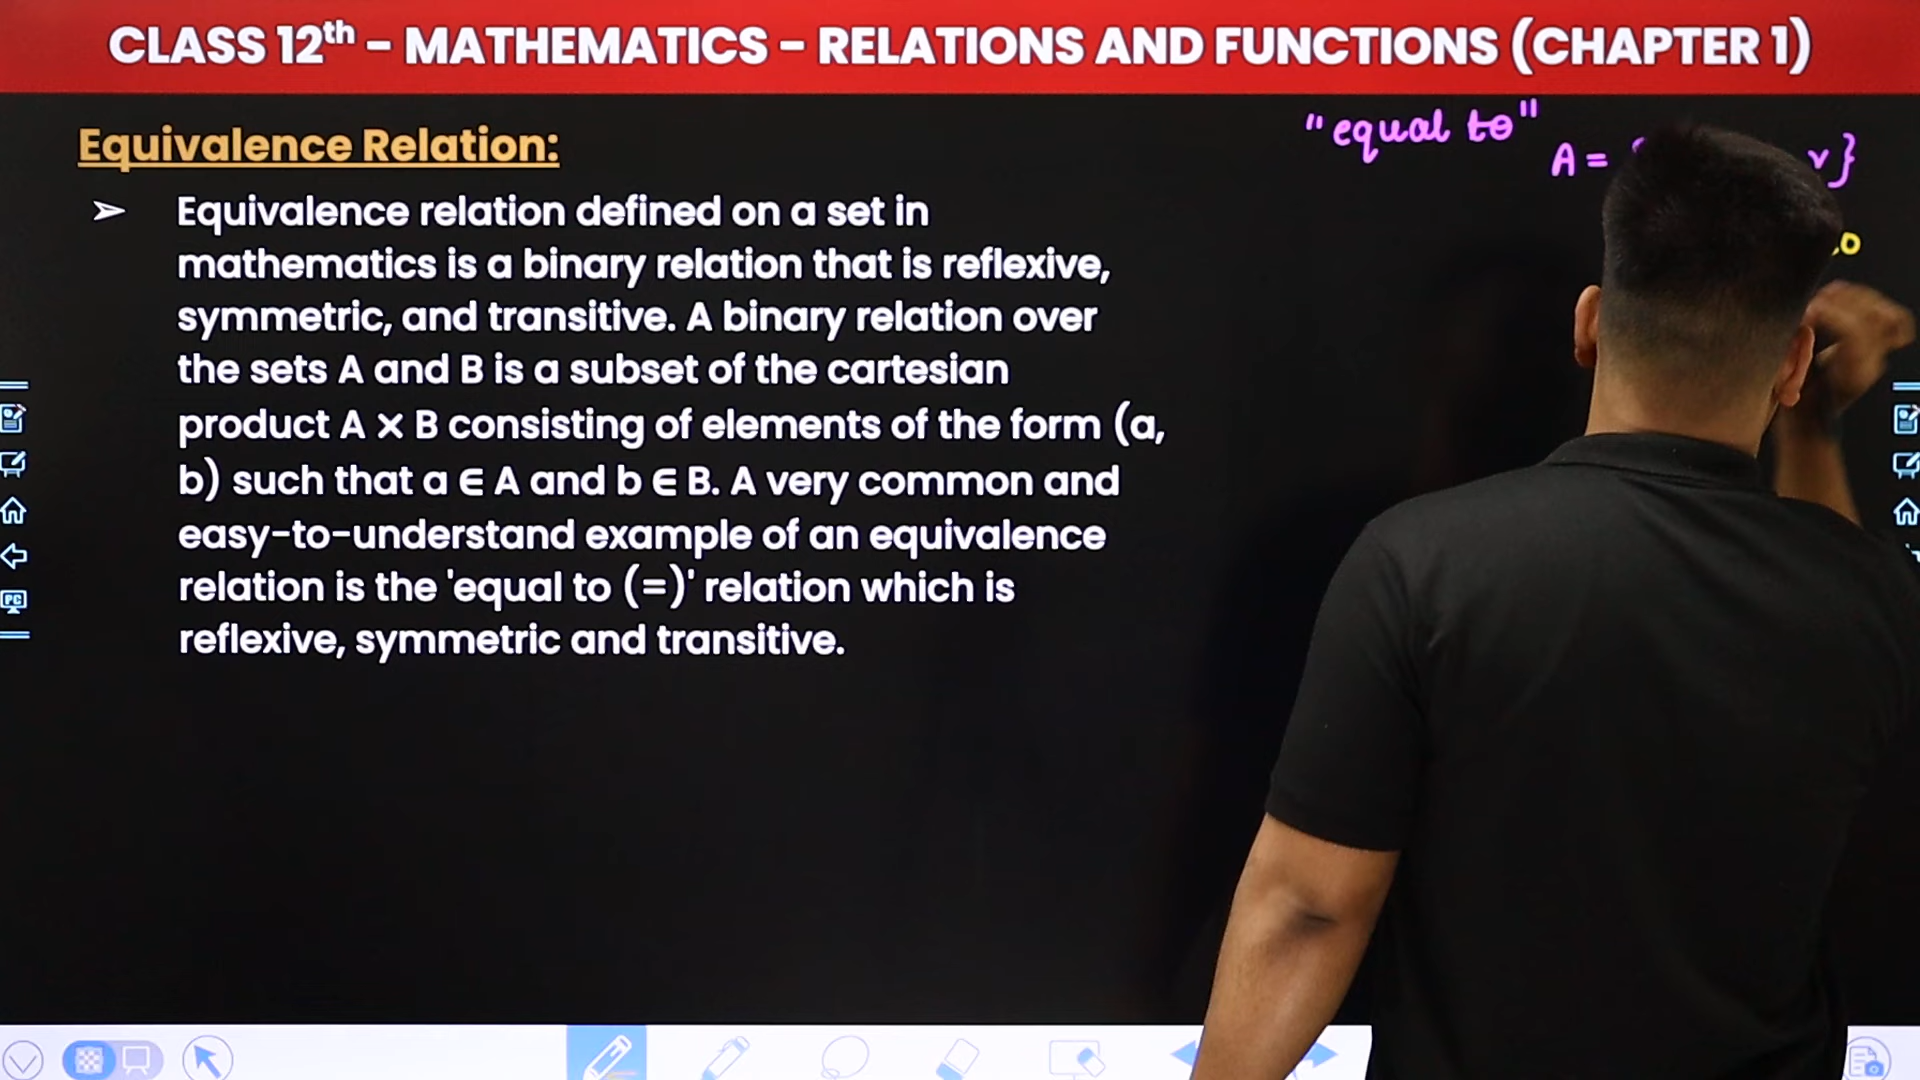 CLASS 12th - MATHEMATICS - RELATIONS AND FUNCTIONS (CHAPTER 1)
"equal to"
A = { v}
Equivalence Relation:
➢ Equivalence relation defined on a set in
mathematics is a binary relation that is reflexive,
symmetric, and transitive. A binary relation over
the sets A and B is a subset of the cartesian
product A × B consisting of elements of the form (a,
b) such that a ∈ A and b ∈ B. A very common and
easy-to-understand example of an equivalence
relation is the 'equal to (=)' relation which is
reflexive, symmetric and transitive.
PC